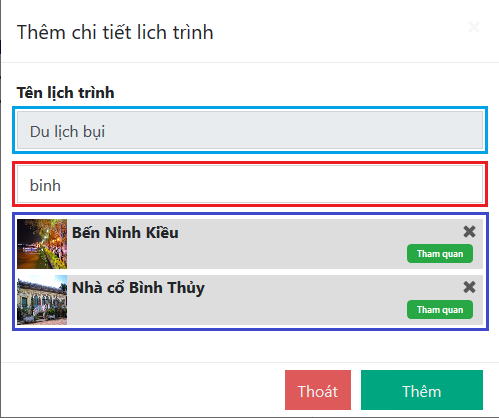 Thêm chi tiết lich trình
×
Tên lịch trình
Du lịch bụi
binh
Bến Ninh Kiều
Tham quan
Nhà cổ Bình Thủy
Tham quan
Thoát
Thêm